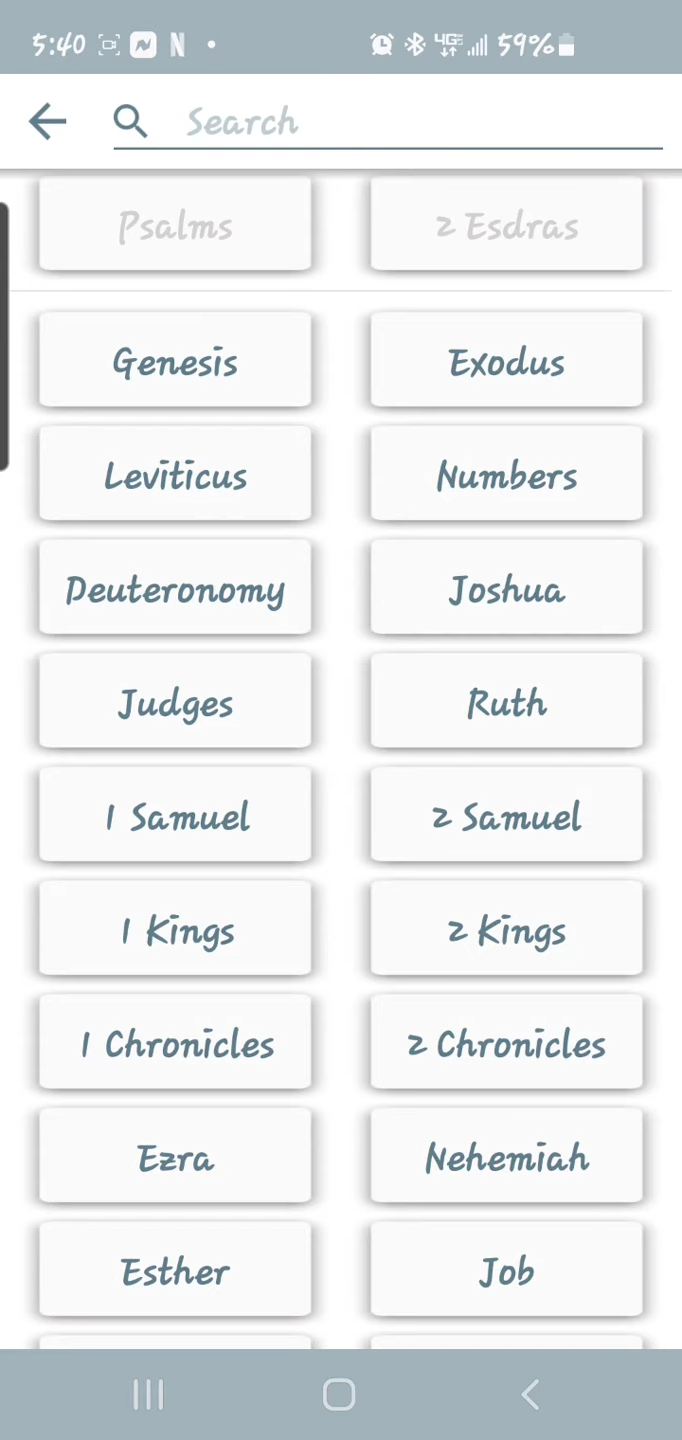 5:40 N 4GE 59%
Search
Psalms 2 Esdras
Genesis Exodus
Leviticus Numbers
Deuteronomy Joshua
Judges Ruth
1 Samuel 2 Samuel
1 Kings 2 Kings
1 Chronicles 2 Chronicles
Ezra Nehemiah
Esther Job